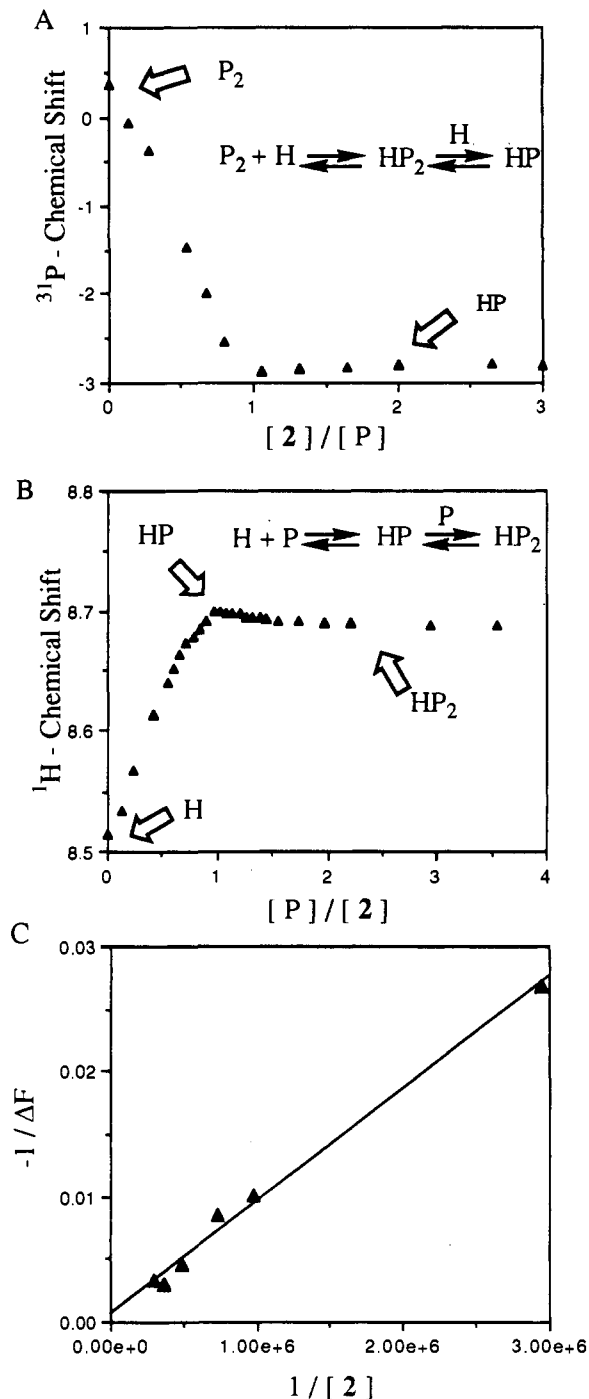 A
1
0
-1
-2
-3
³¹P - Chemical Shift
P₂
H
P₂ + H ⇌ HP₂ ⇌ HP
HP
0 1 2 3
[ 2 ] / [ P ]
B
8.8
8.7
8.6
8.5
¹H - Chemical Shift
HP
P
H + P ⇌ HP ⇌ HP₂
HP₂
H
0 1 2 3 4
[ P ] / [ 2 ]
C
0.03
0.02
0.01
0.00
-1 / ΔF
0.00e+0 1.00e+6 2.00e+6 3.00e+6
1 / [ 2 ]